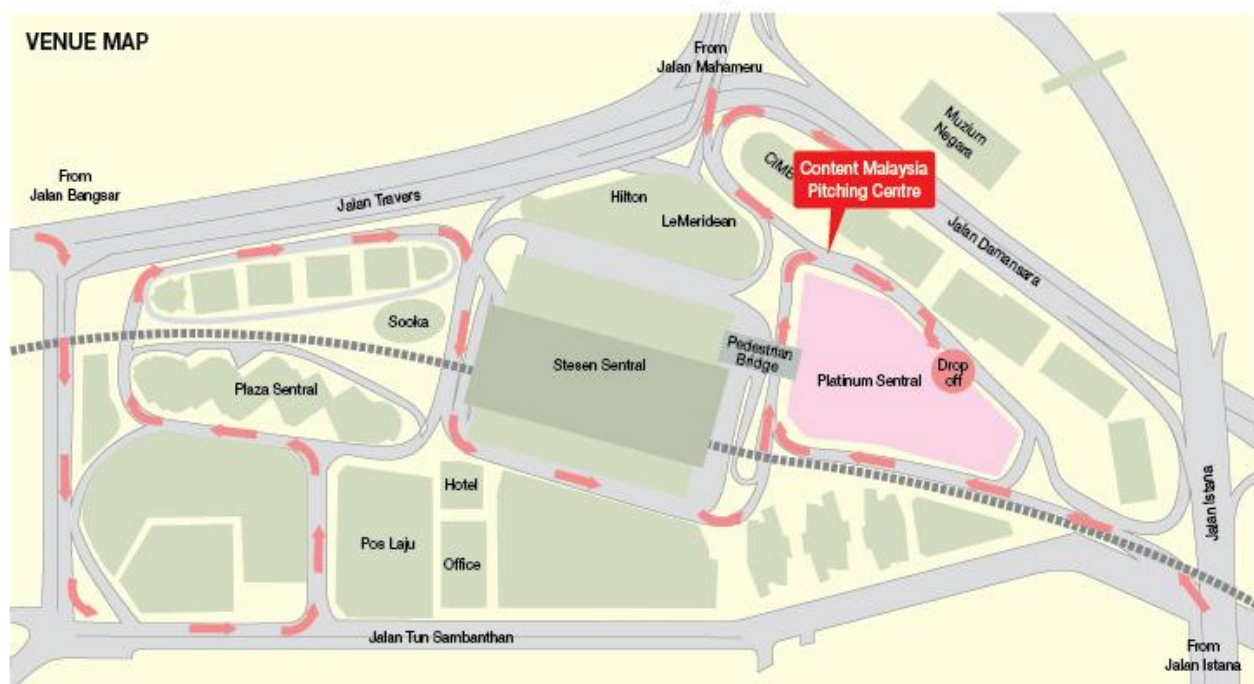 VENUE MAP
From
Jalan Mahameru
Muzium
Negara
From
Jalan Bangsar
Jalan Travers
Hilton
LeMeridean
CIMB
Content Malaysia
Pitching Centre
Jalan Damansara
Sooka
Stesen Sentral
Pedestrian
Bridge
Platinum Sentral
Drop
off
Plaza Sentral
Hotel
Pos Laju
Office
Jalan Istana
Jalan Tun Sambanthan
From
Jalan Istana